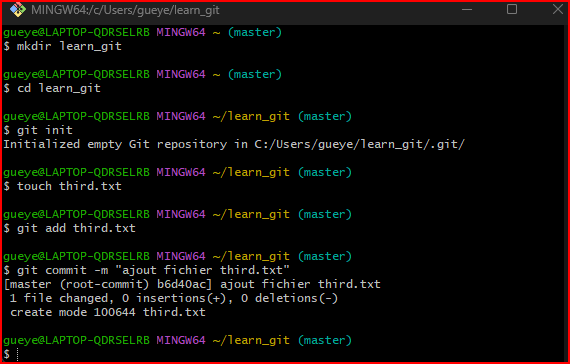 MINGW64:/c/Users/gueye/learn_git
gueye@LAPTOP-QDRSELRB MINGW64 ~ (master)
$ mkdir learn_git
gueye@LAPTOP-QDRSELRB MINGW64 ~ (master)
$ cd learn_git
gueye@LAPTOP-QDRSELRB MINGW64 ~/learn_git (master)
$ git init
Initialized empty Git repository in C:/Users/gueye/learn_git/.git/
gueye@LAPTOP-QDRSELRB MINGW64 ~/learn_git (master)
$ touch third.txt
gueye@LAPTOP-QDRSELRB MINGW64 ~/learn_git (master)
$ git add third.txt
gueye@LAPTOP-QDRSELRB MINGW64 ~/learn_git (master)
$ git commit -m "ajout fichier third.txt"
[master (root-commit) b6d40ac] ajout fichier third.txt
1 file changed, 0 insertions(+), 0 deletions(-)
create mode 100644 third.txt
gueye@LAPTOP-QDRSELRB MINGW64 ~/learn_git (master)
$